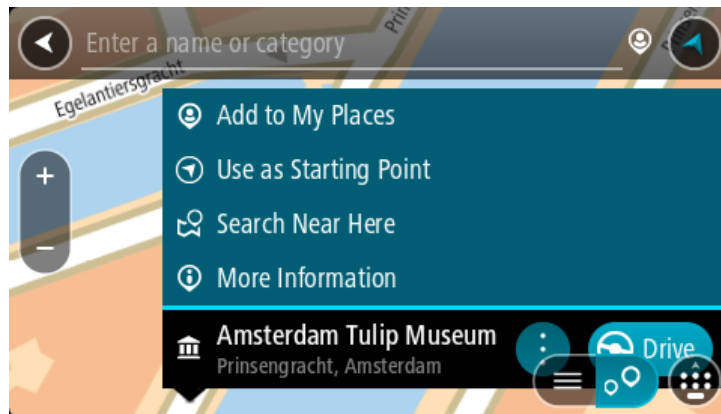 Enter a name or category
Egelantiersgracht
Add to My Places
Use as Starting Point
Search Near Here
More Information
Amsterdam Tulip Museum
Prinsengracht, Amsterdam
Drive